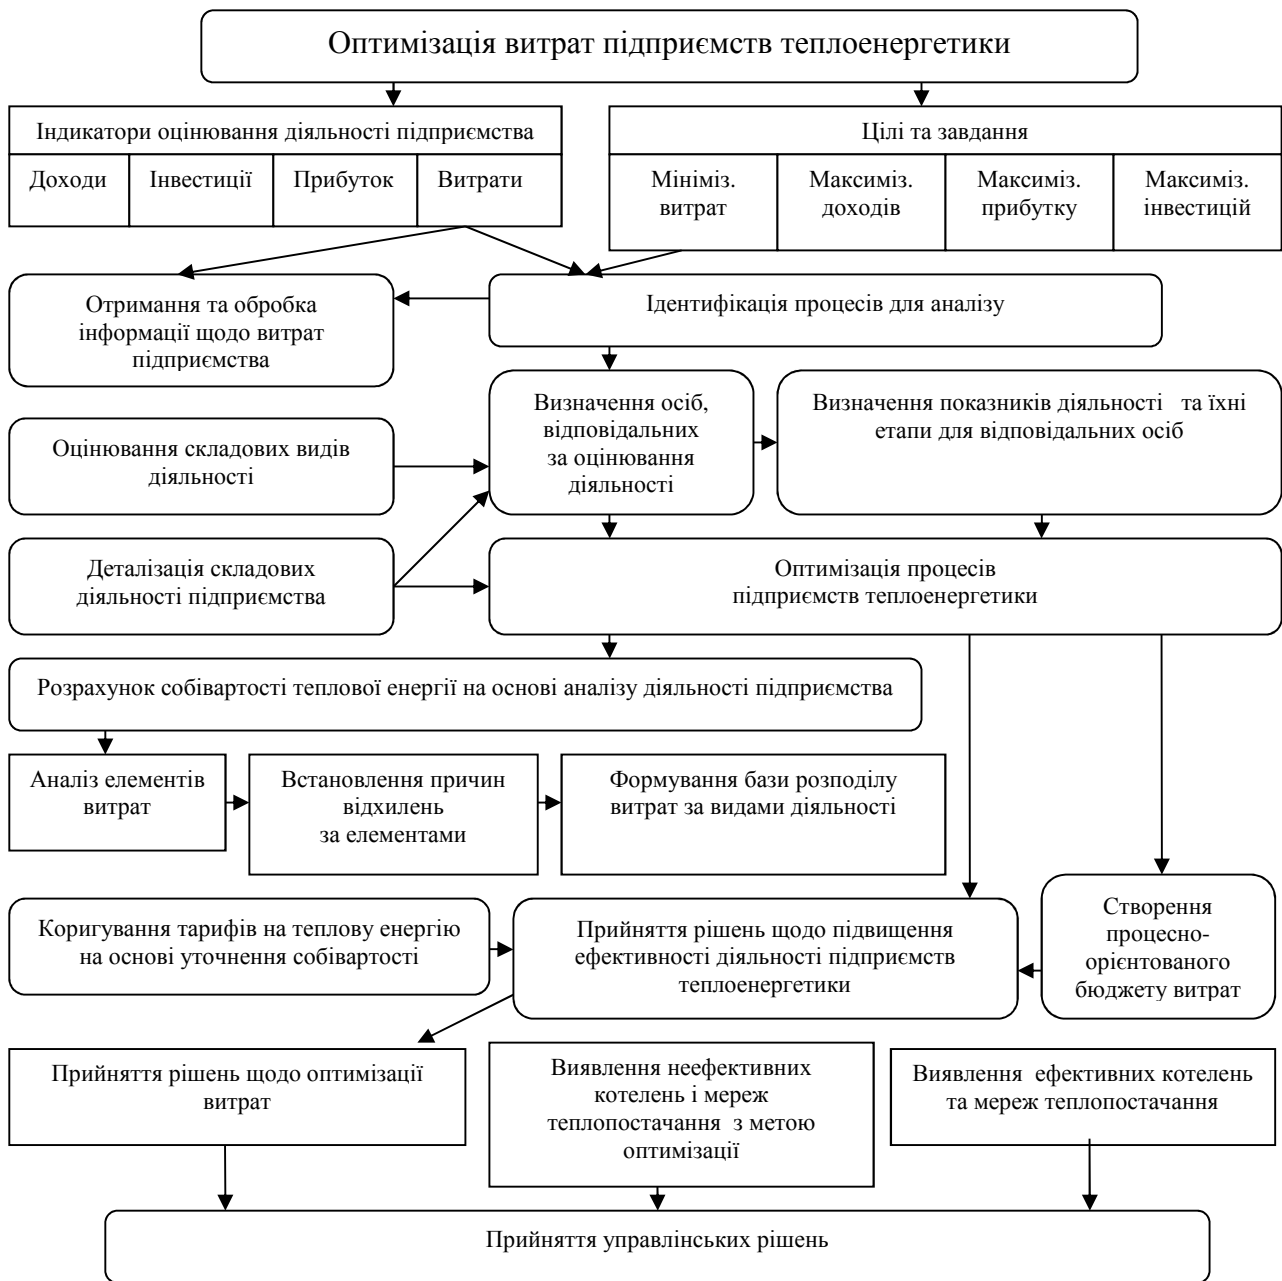 Оптимізація витрат підприємств теплоенергетики
Індикатори оцінювання діяльності підприємства
Доходи
Інвестиції
Прибуток
Витрати
Цілі та завдання
Мініміз.
витрат
Максиміз.
доходів
Максиміз.
прибутку
Максиміз.
інвестицій
Отримання та обробка
інформації щодо витрат
підприємства
Ідентифікація процесів для аналізу
Визначення осіб,
відповідальних
за оцінювання
діяльності
Визначення показників діяльності та їхні
етапи для відповідальних осіб
Оцінювання складових видів
діяльності
Деталізація складових
діяльності підприємства
Оптимізація процесів
підприємств теплоенергетики
Розрахунок собівартості теплової енергії на основі аналізу діяльності підприємства
Аналіз елементів
витрат
Встановлення причин
відхилень
за елементами
Формування бази розподілу
витрат за видами діяльності
Коригування тарифів на теплову енергію
на основі уточнення собівартості
Прийняття рішень щодо підвищення
ефективності діяльності підприємств
теплоенергетики
Створення
процесно-
орієнтованого
бюджету витрат
Прийняття рішень щодо оптимізації
витрат
Виявлення неефективних
котелень і мереж
теплопостачання з метою
оптимізації
Виявлення ефективних котелень
та мереж теплопостачання
Прийняття управлінських рішень